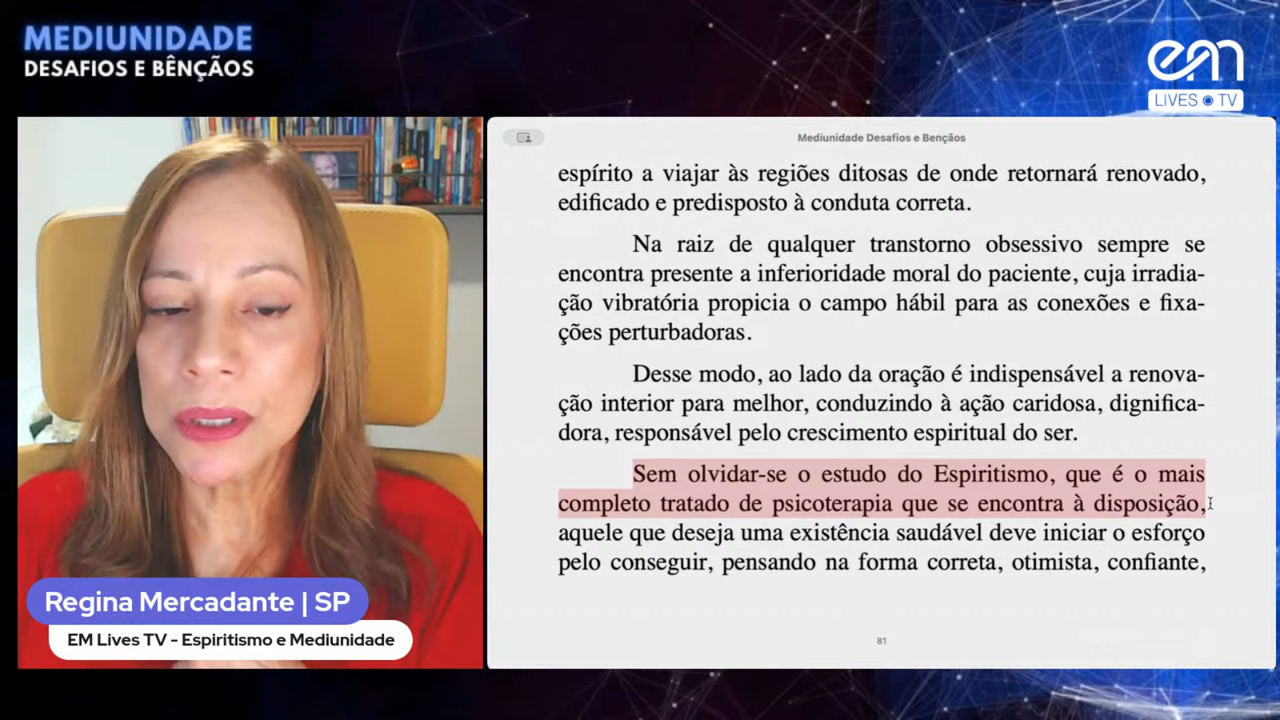 MEDIUNIDADE
DESAFIOS E BÊNÇÃOS
em
LIVES TV
Mediunidade Desafios e Bençãos
espírito a viajar às regiões ditosas de onde retornará renovado,
edificado e predisposto à conduta correta.
Na raiz de qualquer transtorno obsessivo sempre se
encontra presente a inferioridade moral do paciente, cuja irradia-
ção vibratória propicia o campo hábil para as conexões e fixa-
ções perturbadoras.
Desse modo, ao lado da oração é indispensável a renova-
ção interior para melhor, conduzindo à ação caridosa, dignifica-
dora, responsável pelo crescimento espiritual do ser.
Sem olvidar-se o estudo do Espiritismo, que é o mais
completo tratado de psicoterapia que se encontra à disposição,
aquele que deseja uma existência saudável deve iniciar o esforço
pelo conseguir, pensando na forma correta, otimista, confiante,
81
Regina Mercadante | SP
EM Lives TV - Espiritismo e Mediunidade